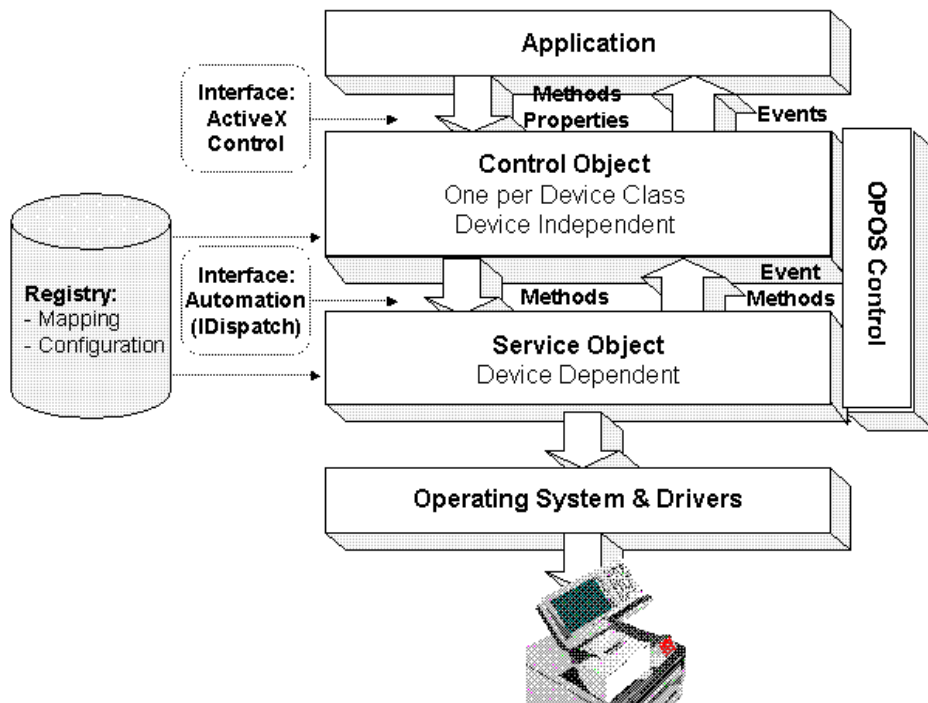 Application
Interface:
ActiveX
Control
Methods
Properties
Events
Control Object
One per Device Class
Device Independent
OPOS Control
Registry:
- Mapping
- Configuration
Interface:
Automation
(IDispatch)
Methods
Event
Methods
Service Object
Device Dependent
Operating System & Drivers